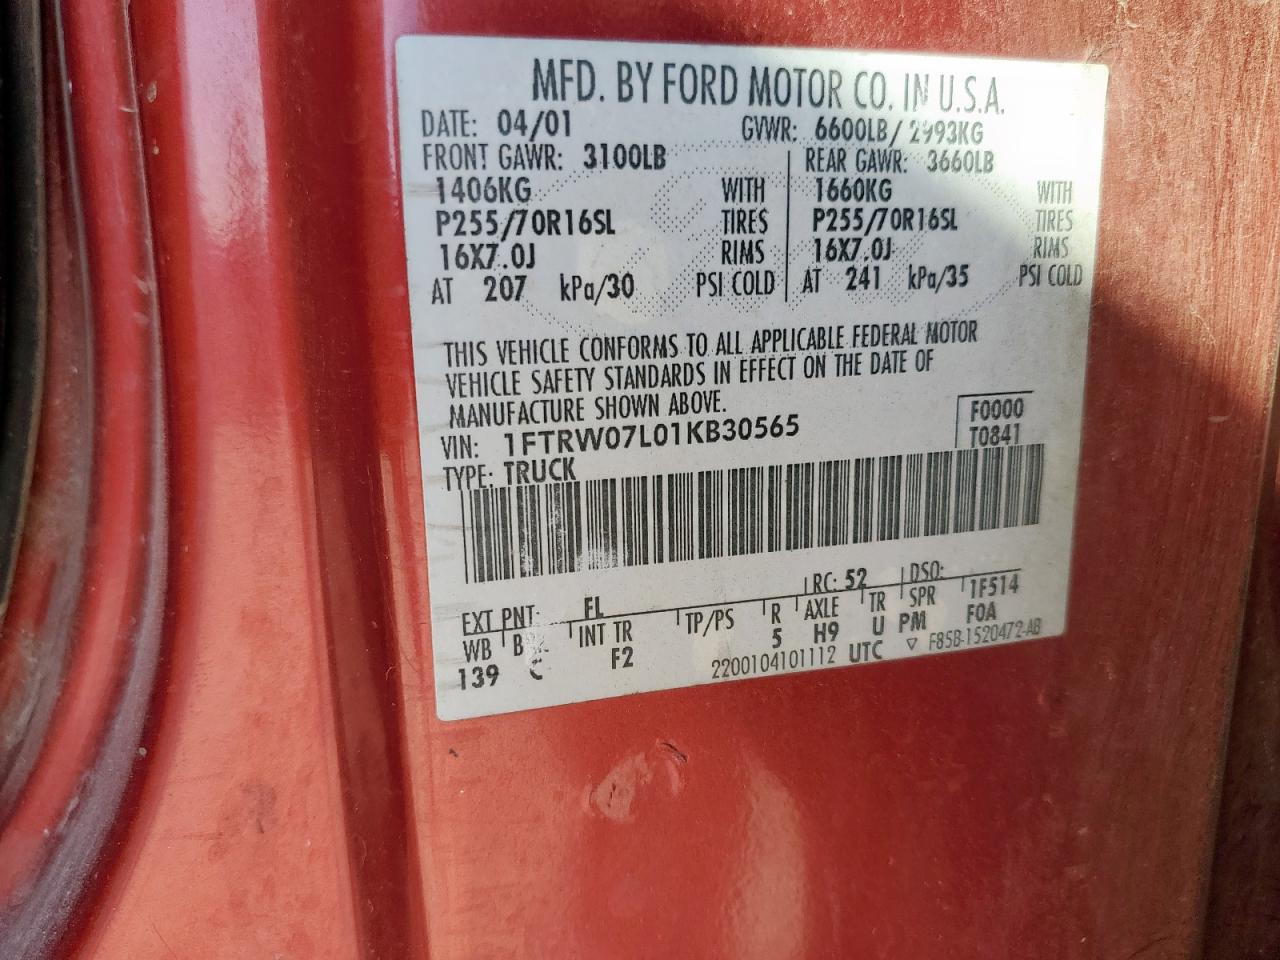 MFD. BY FORD MOTOR CO. IN U.S.A.
DATE: 04/01 GVWR: 6600LB/ 2993KG
FRONT GAWR: 3100LB REAR GAWR: 3660LB
1406KG WITH 1660KG WITH
P255/70R16SL TIRES P255/70R16SL TIRES
16X7.0J RIMS 16X7.0J RIMS
AT 207 kPa/30 PSI COLD AT 241 kPa/35 PSI COLD
THIS VEHICLE CONFORMS TO ALL APPLICABLE FEDERAL MOTOR
VEHICLE SAFETY STANDARDS IN EFFECT ON THE DATE OF
MANUFACTURE SHOWN ABOVE.
F0000
VIN: 1FTRW07L01KB30565 T0841
TYPE: TRUCK
EXT PNT: FL RC: 52 DSO: 1F514
WB INT TR TP/PS R AXLE TR SPR F0A
139 F2 5 H9 U PM
2200104101112 UTC ▽ F85B-1520472-AB